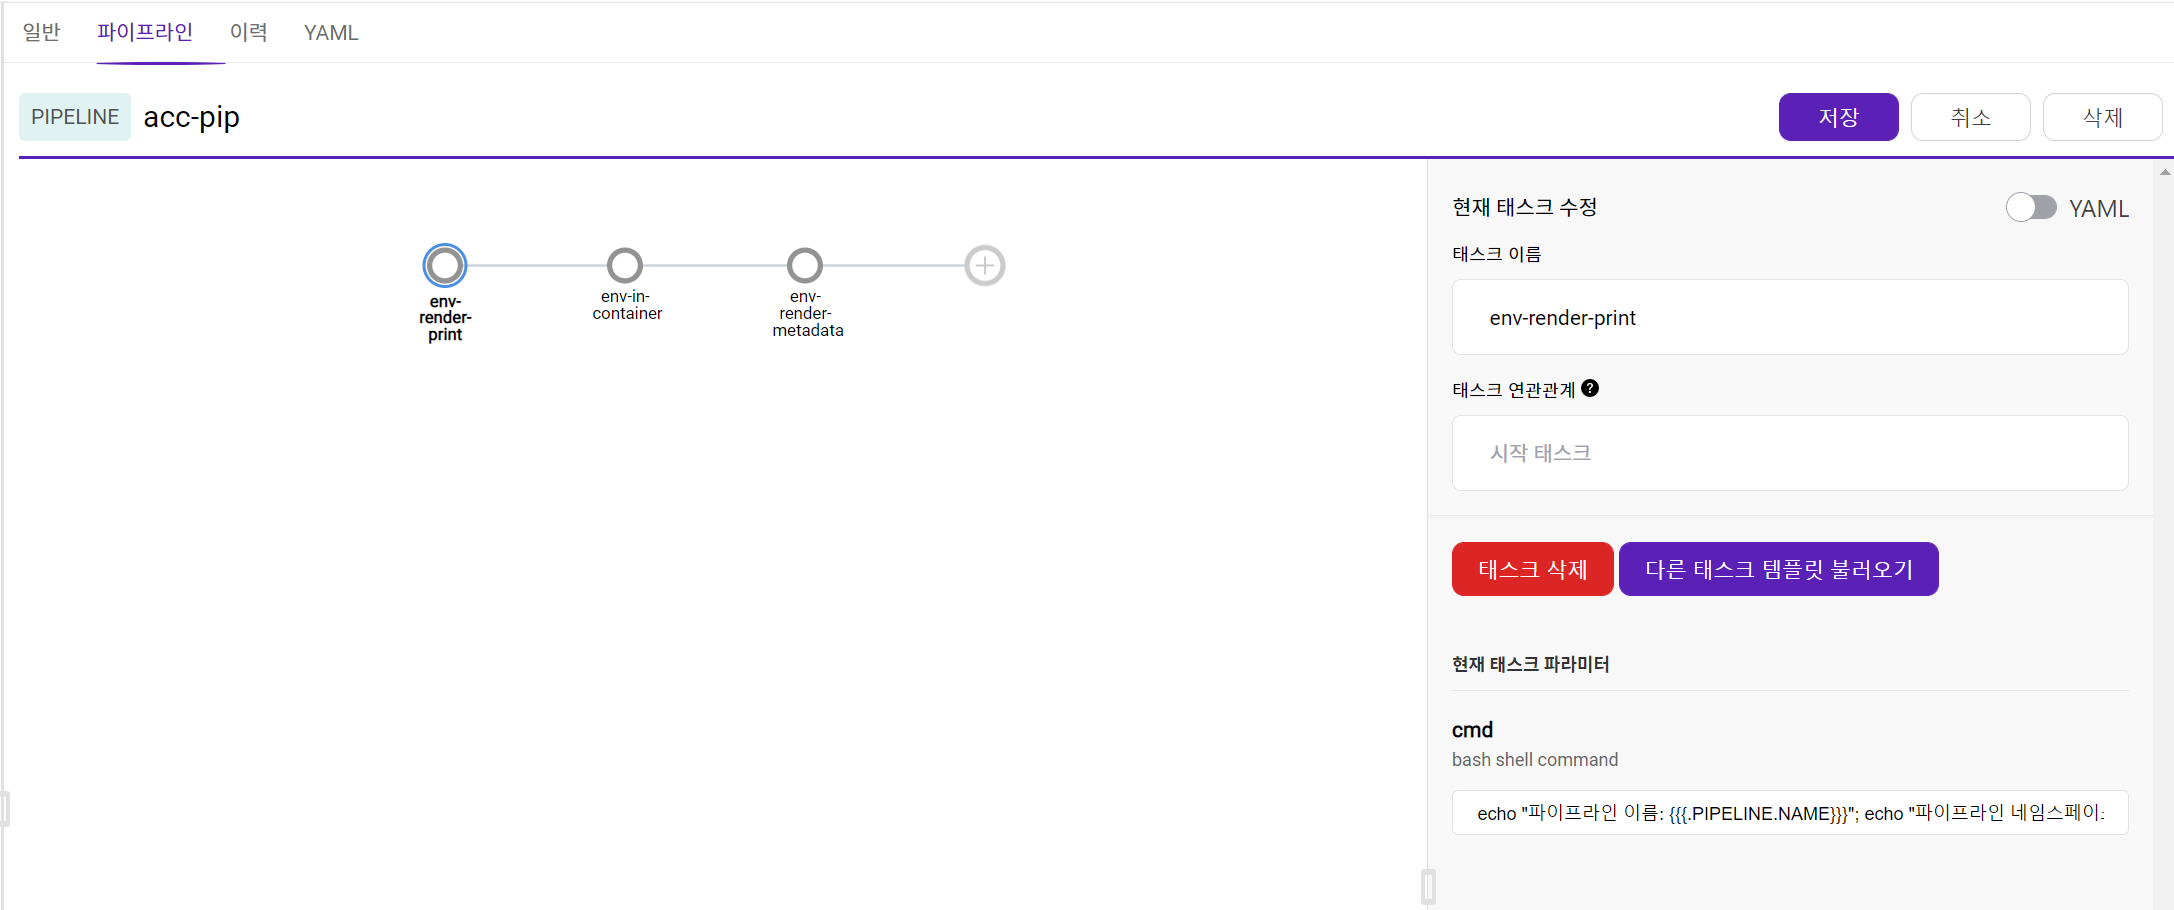 일반 파이프라인 이력 YAML
PIPELINE acc-pip
저장 취소 삭제
env-
render-
print
env-in-
container
env-
render-
metadata
현재 태스크 수정
YAML
태스크 이름
env-render-print
태스크 연관관계 ?
시작 태스크
태스크 삭제 다른 태스크 템플릿 불러오기
현재 태스크 파라미터
cmd
bash shell command
echo "파이프라인 이름: {{{.PIPELINE.NAME}}}"; echo "파이프라인 네임스페이